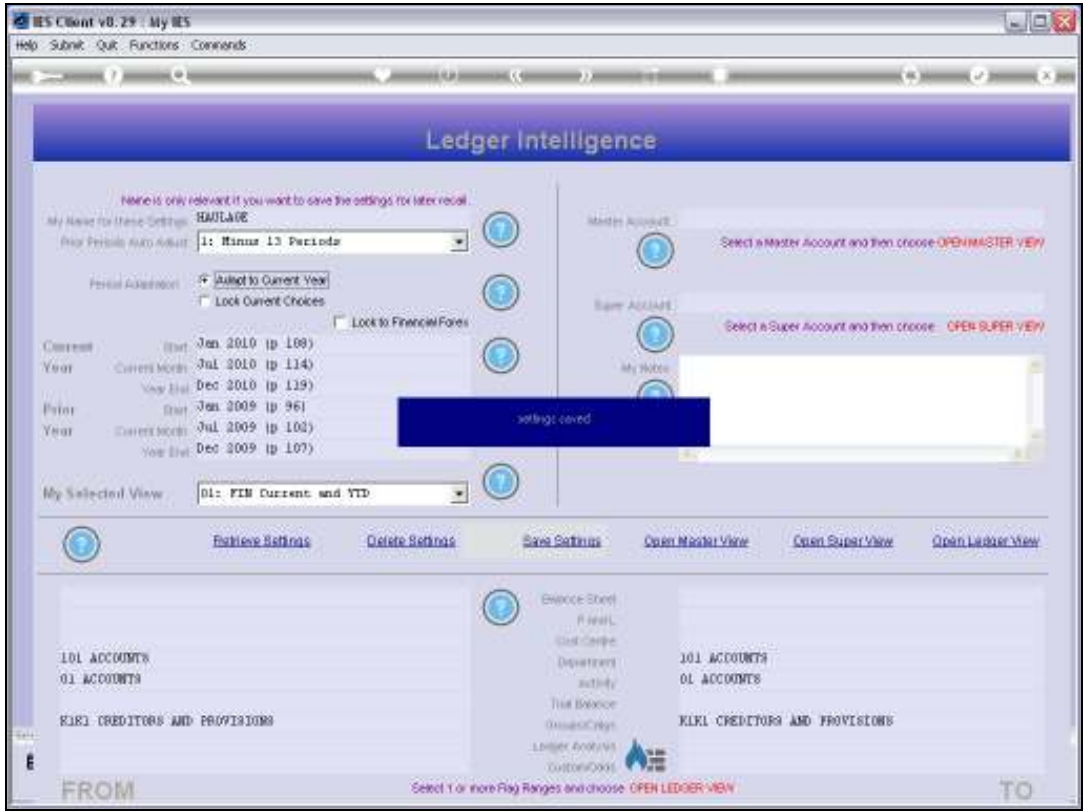 IES Client v8.29 : My IES
Help Submit Quit Functions Commands
Ledger Intelligence
Name is only relevant if you want to save the settings for later recall.
My Name for these Settings HAULAGE
Prior Periods Auto Adjust 1: Minus 13 Periods
Period Adaptation Adapt to Current Year
Lock Current Choices
Lock to Financial Forex
Current Start Jan 2010 (p 108)
Year Current Month Jul 2010 (p 114)
Year End Dec 2010 (p 119)
Prior Start Jan 2009 (p 96)
Year Current Month Jul 2009 (p 102)
Year End Dec 2009 (p 107)
My Selected View 01: FIN Current and YTD
Master Account
Select a Master Account and then choose OPEN MASTER VIEW
Super Account
Select a Super Account and then choose OPEN SUPER VIEW
My Notes
settings saved
Retrieve Settings Delete Settings Save Settings Open Master View Open Super View Open Ledger View
Balance Sheet
P and L
Cost Centre
101 ACCOUNTS Department 101 ACCOUNTS
01 ACCOUNTS Activity 01 ACCOUNTS
Trial Balance
K1K1 CREDITORS AND PROVISIONS K1K1 CREDITORS AND PROVISIONS
Ledger Analysis
FROM Select 1 or more Flag Ranges and choose OPEN LEDGER VIEW TO